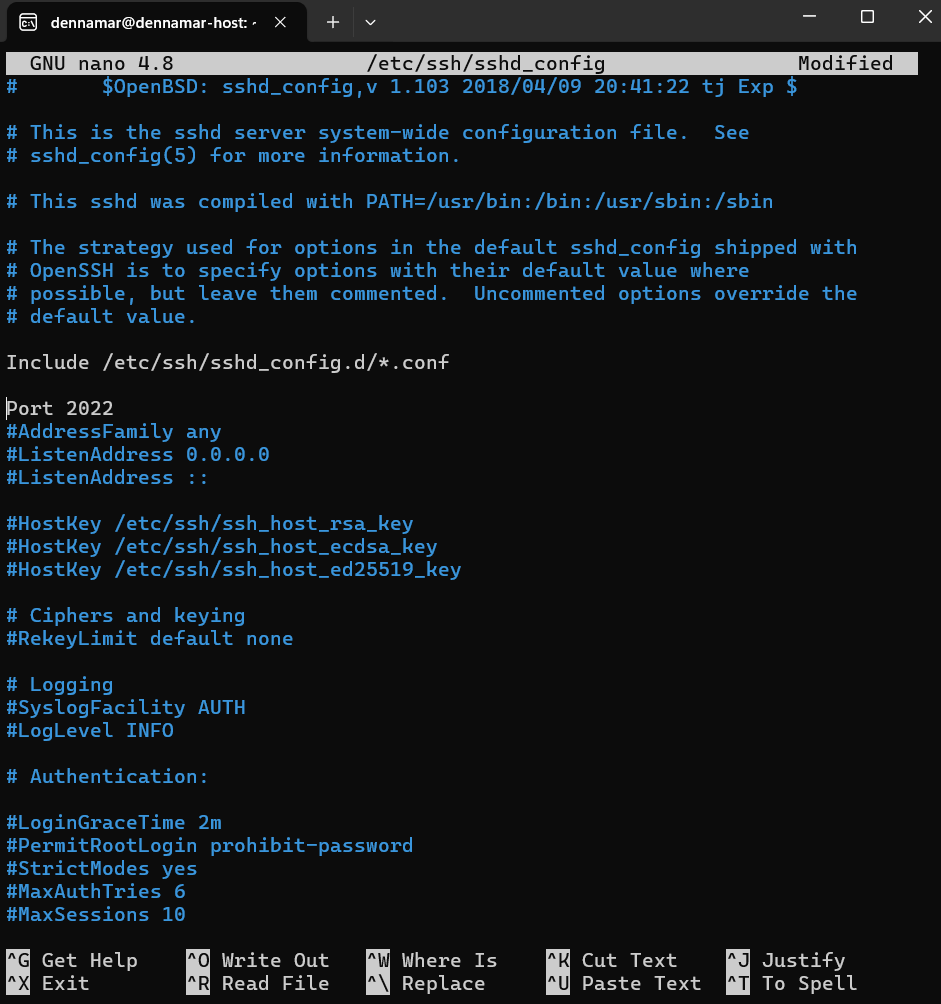 dennamar@dennamar-host: ~
GNU nano 4.8 /etc/ssh/sshd_config Modified
# $OpenBSD: sshd_config,v 1.103 2018/04/09 20:41:22 tj Exp $
# This is the sshd server system-wide configuration file.  See
# sshd_config(5) for more information.
# This sshd was compiled with PATH=/usr/bin:/bin:/usr/sbin:/sbin
# The strategy used for options in the default sshd_config shipped with
# OpenSSH is to specify options with their default value where
# possible, but leave them commented.  Uncommented options override the
# default value.
Include /etc/ssh/sshd_config.d/*.conf
Port 2022
#AddressFamily any
#ListenAddress 0.0.0.0
#ListenAddress ::
#HostKey /etc/ssh/ssh_host_rsa_key
#HostKey /etc/ssh/ssh_host_ecdsa_key
#HostKey /etc/ssh/ssh_host_ed25519_key
# Ciphers and keying
#RekeyLimit default none
# Logging
#SyslogFacility AUTH
#LogLevel INFO
# Authentication:
#LoginGraceTime 2m
#PermitRootLogin prohibit-password
#StrictModes yes
#MaxAuthTries 6
#MaxSessions 10
^G Get Help ^O Write Out ^W Where Is ^K Cut Text ^J Justify
^X Exit ^R Read File ^\ Replace ^U Paste Text ^T To Spell